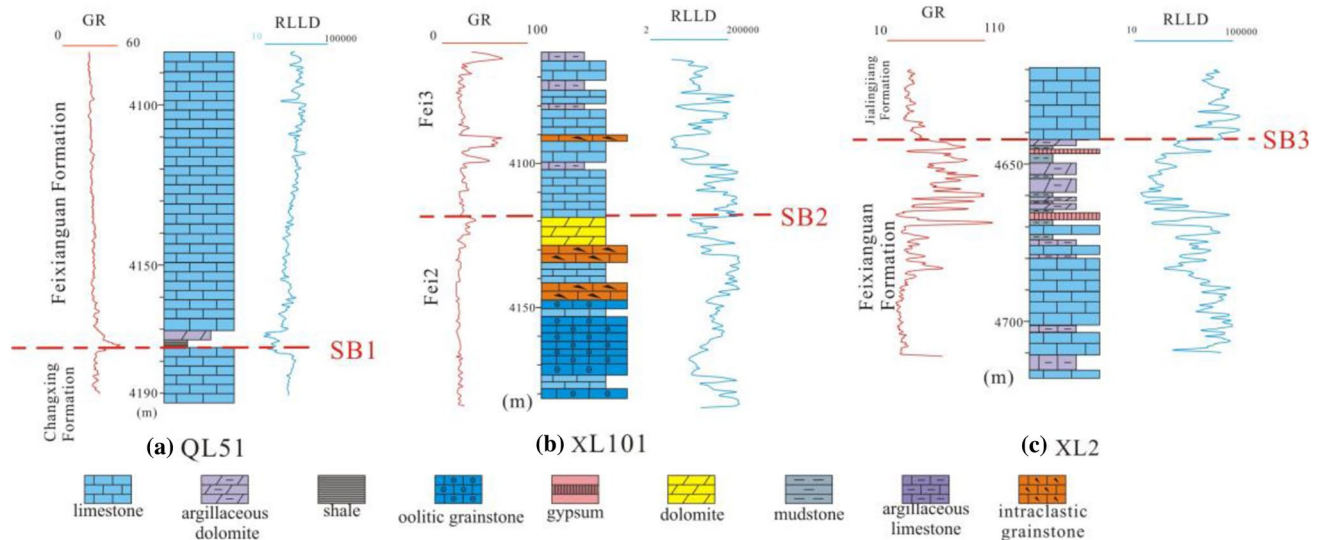 GR
0
60
RLLD
10
100000
4100
4150
4190
(m)
Feixianguan Formation
Changxing
Formation
SB1
(a) QL51
GR
0
100
RLLD
2
200000
Fei3
Fei2
4100
4150
(m)
SB2
(b) XL101
GR
10
110
RLLD
10
100000
Jialingjiang
Formation
Feixianguan
Formation
4650
4700
(m)
SB3
(c) XL2
limestone
argillaceous
dolomite
shale
oolitic grainstone
gypsum
dolomite
mudstone
argillaceous
limestone
intraclastic
grainstone